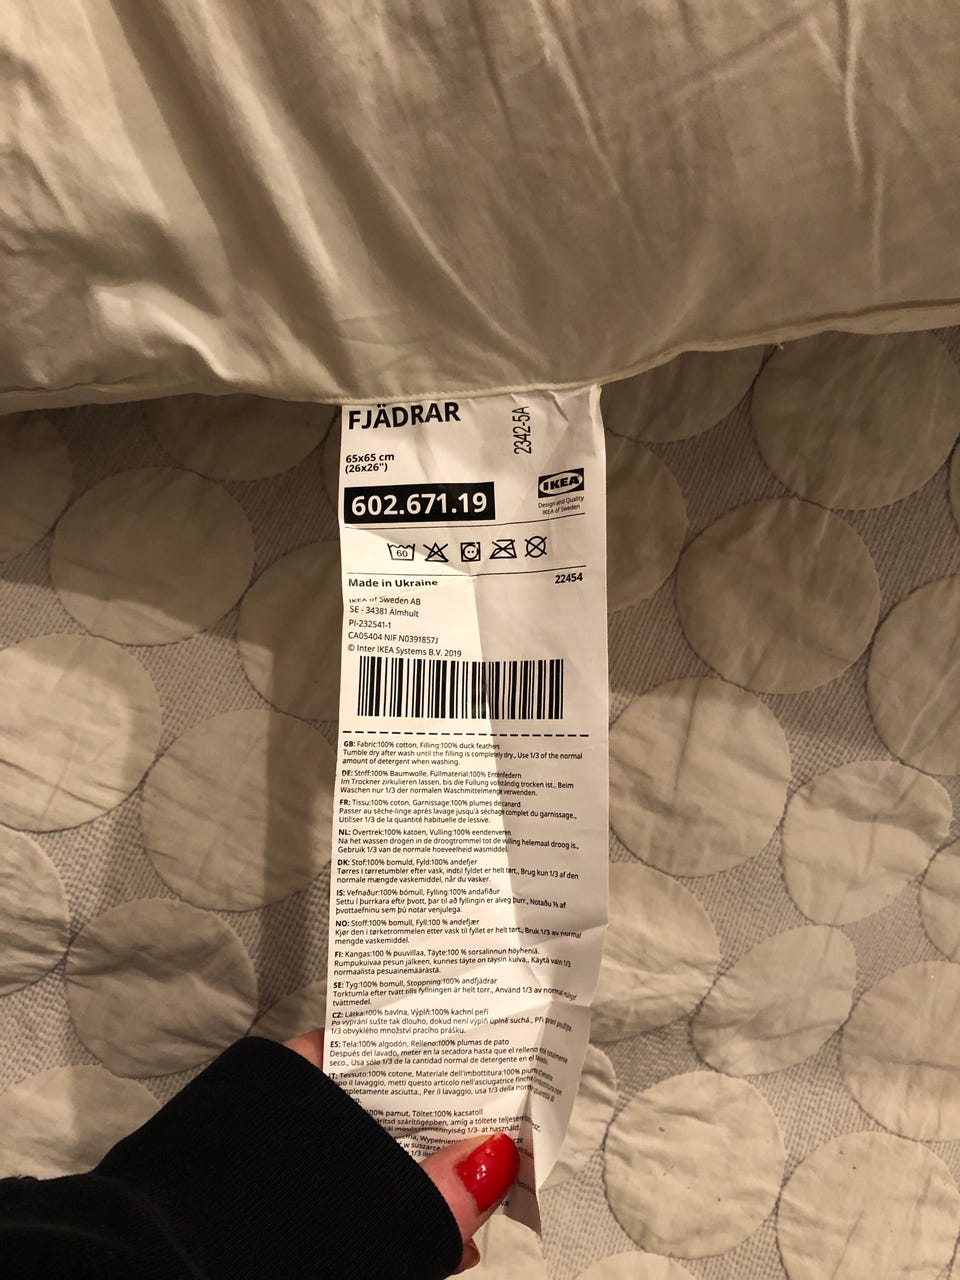 FJÄDRAR
2342-5A
65x65 cm
(26x26")
602.671.19
IKEA
Design and Quality
IKEA of Sweden
60
Made in Ukraine
22454
IKEA of Sweden AB
SE - 34381 Älmhult
PI-232541-1
CA05404 NIF N0391857J
© Inter IKEA Systems B.V. 2019
GB: Fabric:100% cotton, Filling:100% duck feathers
Tumble dry after wash until the filling is completely dry., Use 1/3 of the normal
amount of detergent when washing.
DE: Stoff:100% Baumwolle, Füllmaterial:100% Entenfedern
Im Trockner zirkulieren lassen, bis die Füllung vollständig trocken ist., Beim
Waschen nur 1/3 der normalen Waschmittelmenge verwenden.
FR: Tissu:100% coton, Garnissage:100% plumes de canard
Passer au sèche-linge après lavage jusqu'à séchage complet du garnissage.,
Utiliser 1/3 de la quantité habituelle de lessive.
NL: Overtrek:100% katoen, Vulling:100% eendenveren
Na het wassen drogen in de droogtrommel tot de vulling helemaal droog is.,
Gebruik 1/3 van de normale hoeveelheid wasmiddel.
DK: Stof:100% bomuld, Fyld:100% andefjer
Tørres i tørretumbler efter vask, indtil fyldet er helt tørt., Brug kun 1/3 af den
normale mængde vaskemiddel, når du vasker.
IS: Vefnaður:100% bómull, Fylling:100% andafiður
Settu í þurrkara eftir þvott, þar til að fyllingin er alveg þurr., Notaðu ⅓ af
þvottaefninu sem þú notar venjulega.
NO: Stoff:100% bomull, Fyll:100 % andefjær
Kjør den i tørketrommelen etter vask til fyllet er helt tørt., Bruk 1/3 av normal
mengde vaskemiddel.
FI: Kangas:100 % puuvillaa, Täyte:100 % sorsalinnun höyheniä.
Rumpukuivaa pesun jälkeen, kunnes täyte on täysin kuiva., Käytä vain 1/3
normaalista pesuainemäärästä.
SE: Tyg:100% bomull, Stoppning:100% andfjädrar
Torktumla efter tvätt tills fyllningen är helt torr., Använd 1/3 av normal mängd
tvättmedel.
CZ: Látka:100% bavlna, Výplň:100% kachní peří
Po vyprání sušte tak dlouho, dokud není výplň úplně suchá., Při praní použijte
1/3 obvyklého množství pracího prášku.
ES: Tela:100% algodón, Relleno:100% plumas de pato
Después del lavado, meter en la secadora hasta que el relleno esté totalmente
seco., Usa sólo 1/3 de la cantidad normal de detergente en el lavado.
IT: Tessuto:100% cotone, Materiale dell'imbottitura:100% piuma d'anatra
Dopo il lavaggio, metti questo articolo nell'asciugatrice finché l'imbottitura non
completamente asciutta., Per il lavaggio, usa 1/3 della normale quantità di
100% pamut, Töltet:100% kacsatoll
szárítógépben, amíg a töltete teljesen
mosószermennyiség 1/3- át használd.
Wypełnienie
w suszarce
1/3